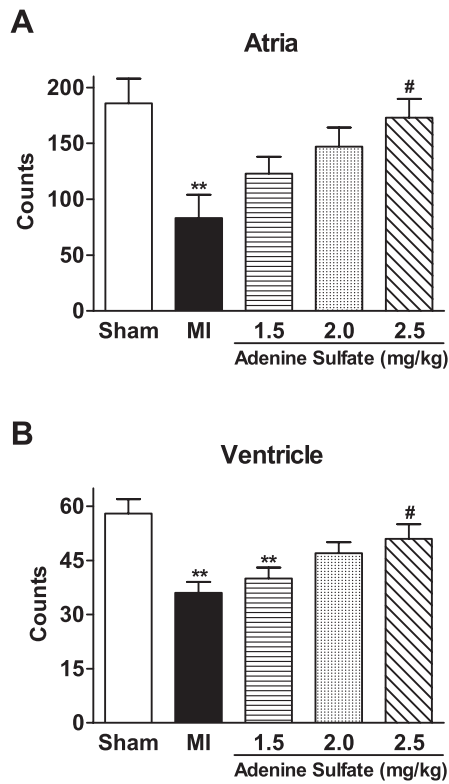 A
Atria
Counts
200
150
100
50
0
**
#
Sham MI 1.5 2.0 2.5
Adenine Sulfate (mg/kg)
B
Ventricle
Counts
60
45
30
15
0
**
**
#
Sham MI 1.5 2.0 2.5
Adenine Sulfate (mg/kg)